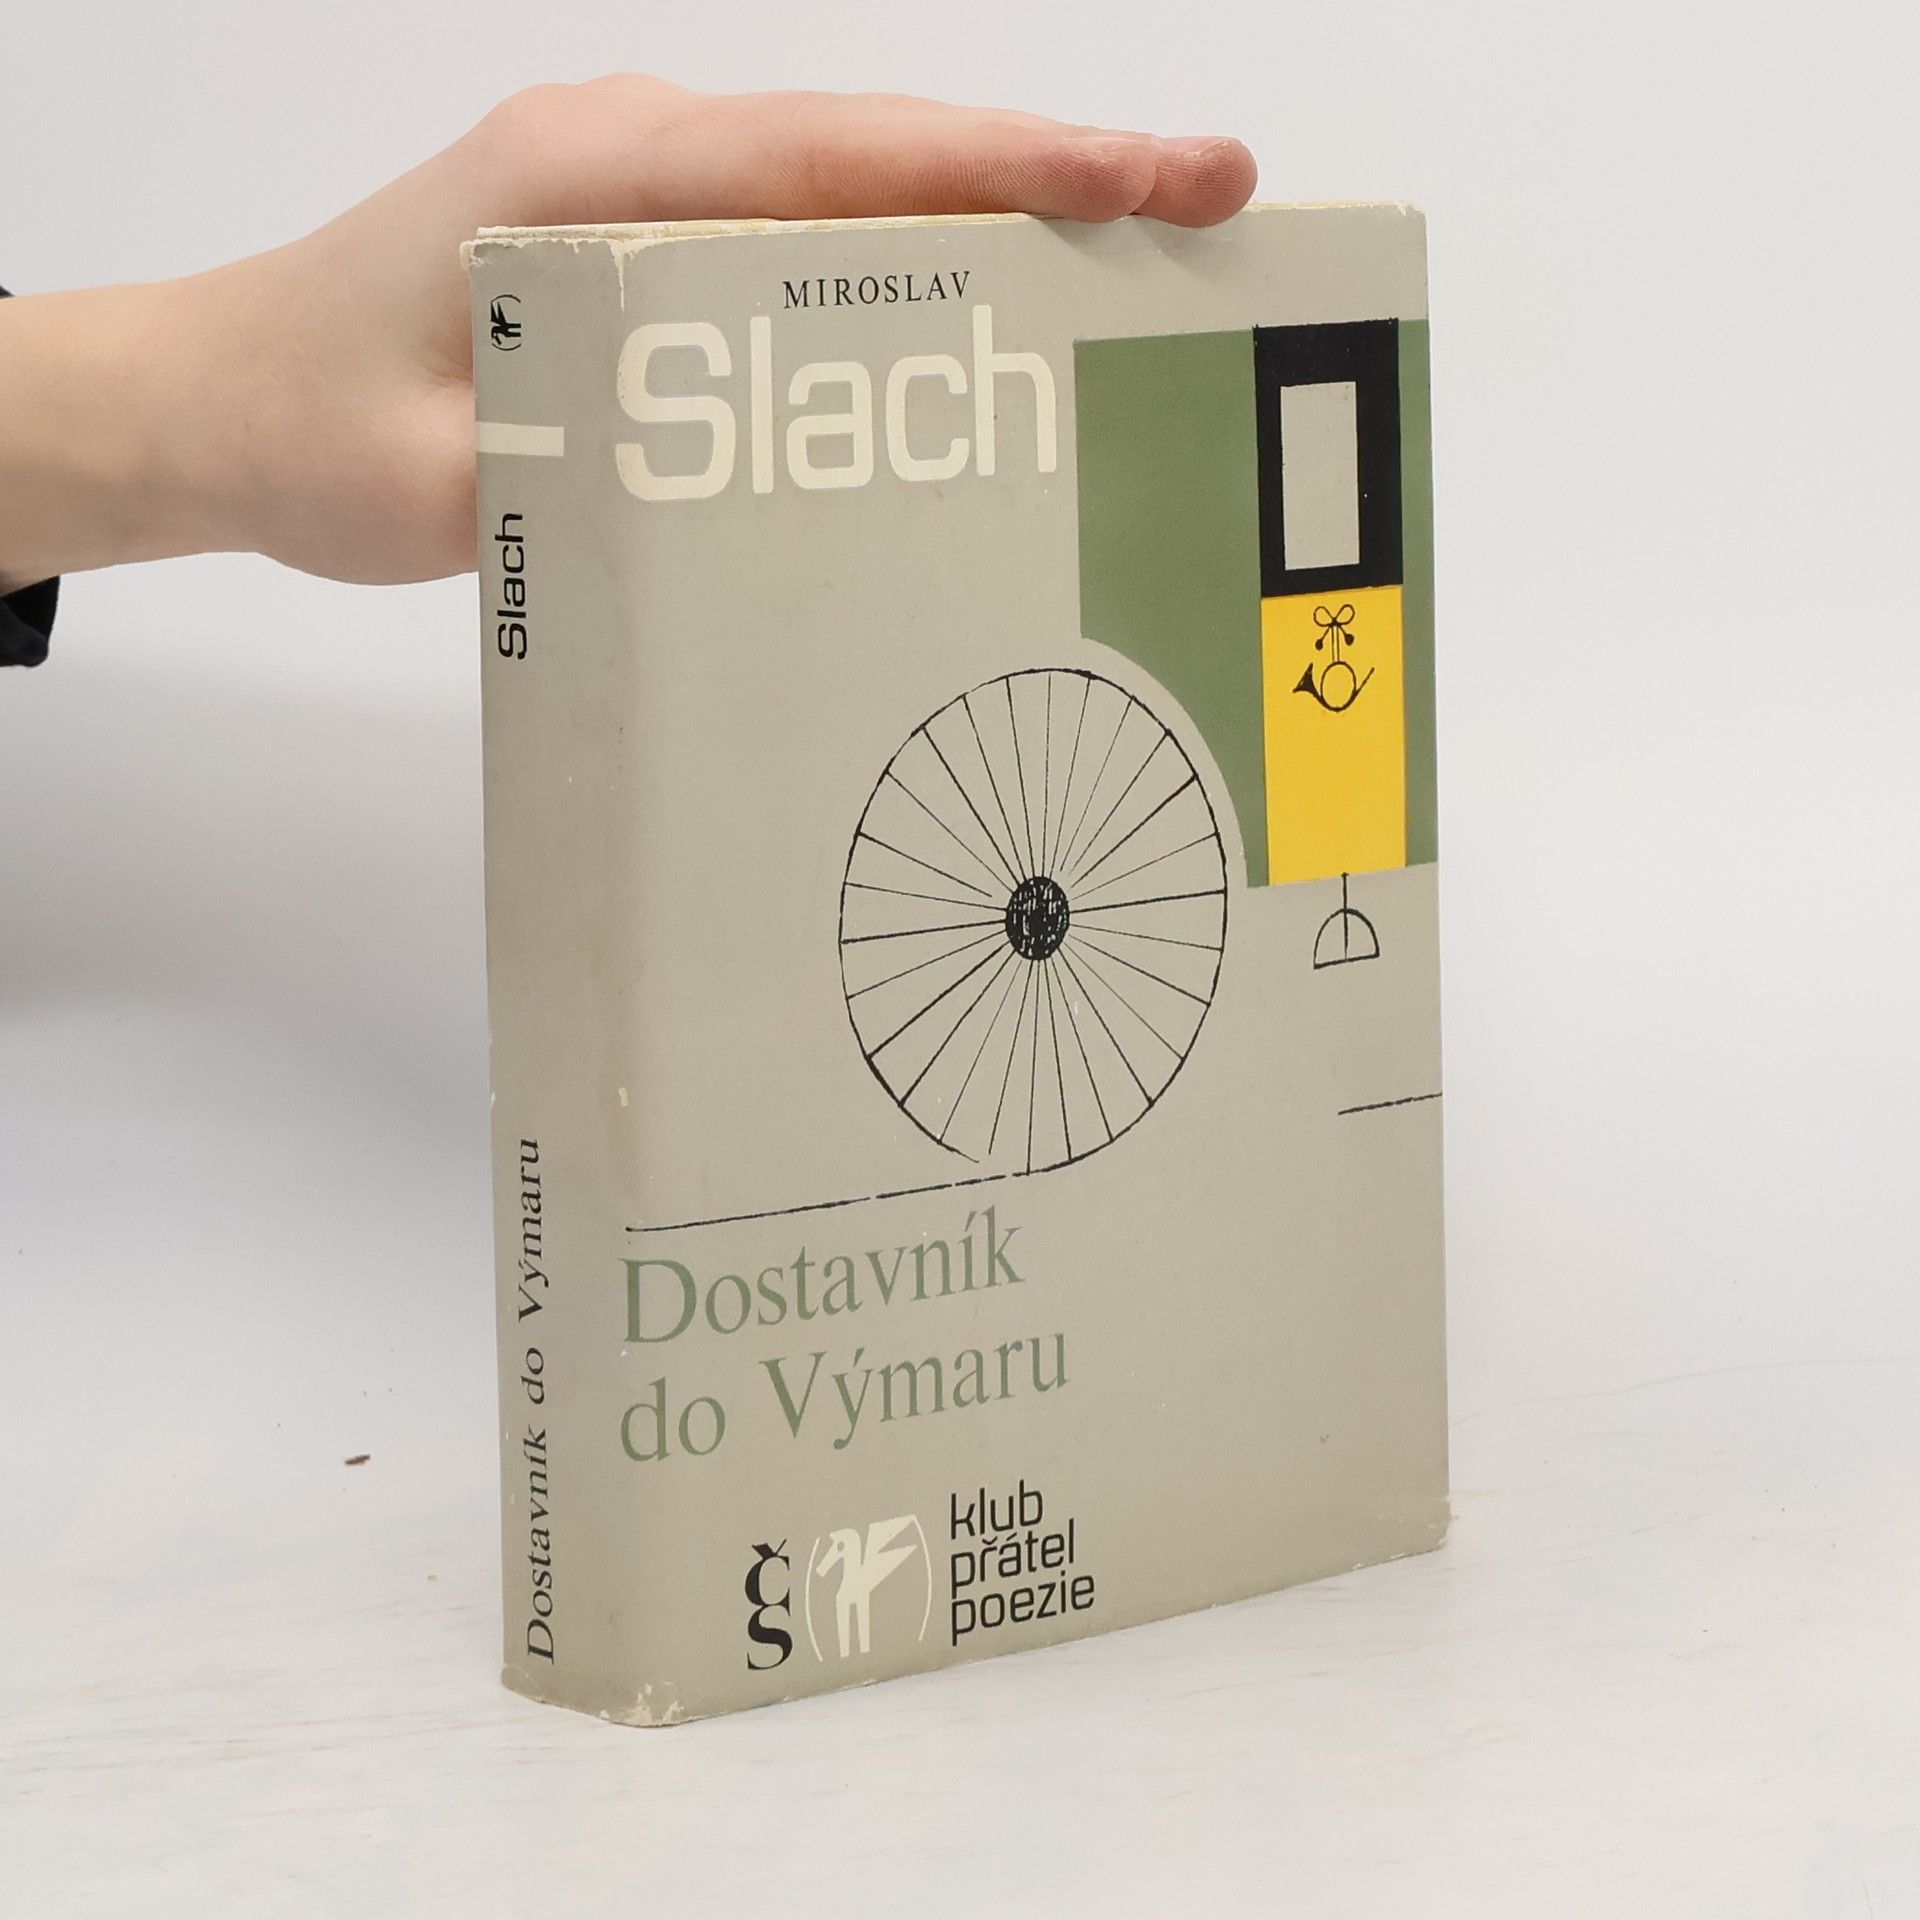 MIROSLAV
Slach
Dostavník
do Výmaru
ČS
klub
přátel
poezie
Slach
Dostavník do Výmaru